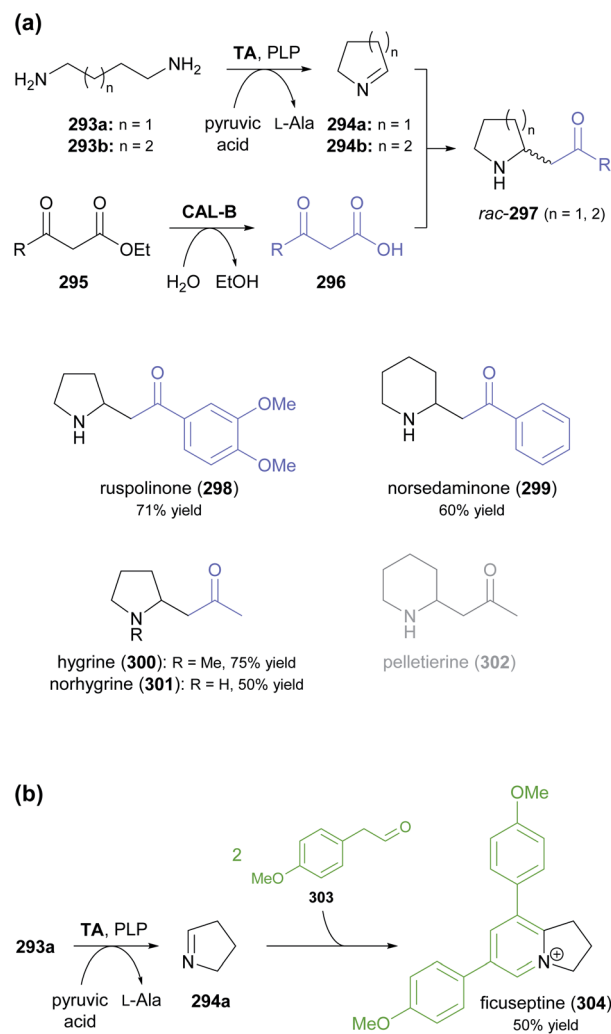 (a)
H2N
NH2
n
293a: n = 1
293b: n = 2
TA, PLP
pyruvic
acid
L-Ala
N
n
294a: n = 1
294b: n = 2
O
O
R
OEt
295
CAL-B
H2O
EtOH
O
O
R
OH
296
n
O
N
H
R
rac-297 (n = 1, 2)
O
N
H
OMe
OMe
ruspolinone (298)
71% yield
O
N
H
norsedaminone (299)
60% yield
O
N
R
hygrine (300): R = Me, 75% yield
norhygrine (301): R = H, 50% yield
O
N
H
pelletierine (302)
(b)
293a
TA, PLP
pyruvic
acid
L-Ala
N
294a
2
O
MeO
303
OMe
N
MeO
ficuseptine (304)
50% yield